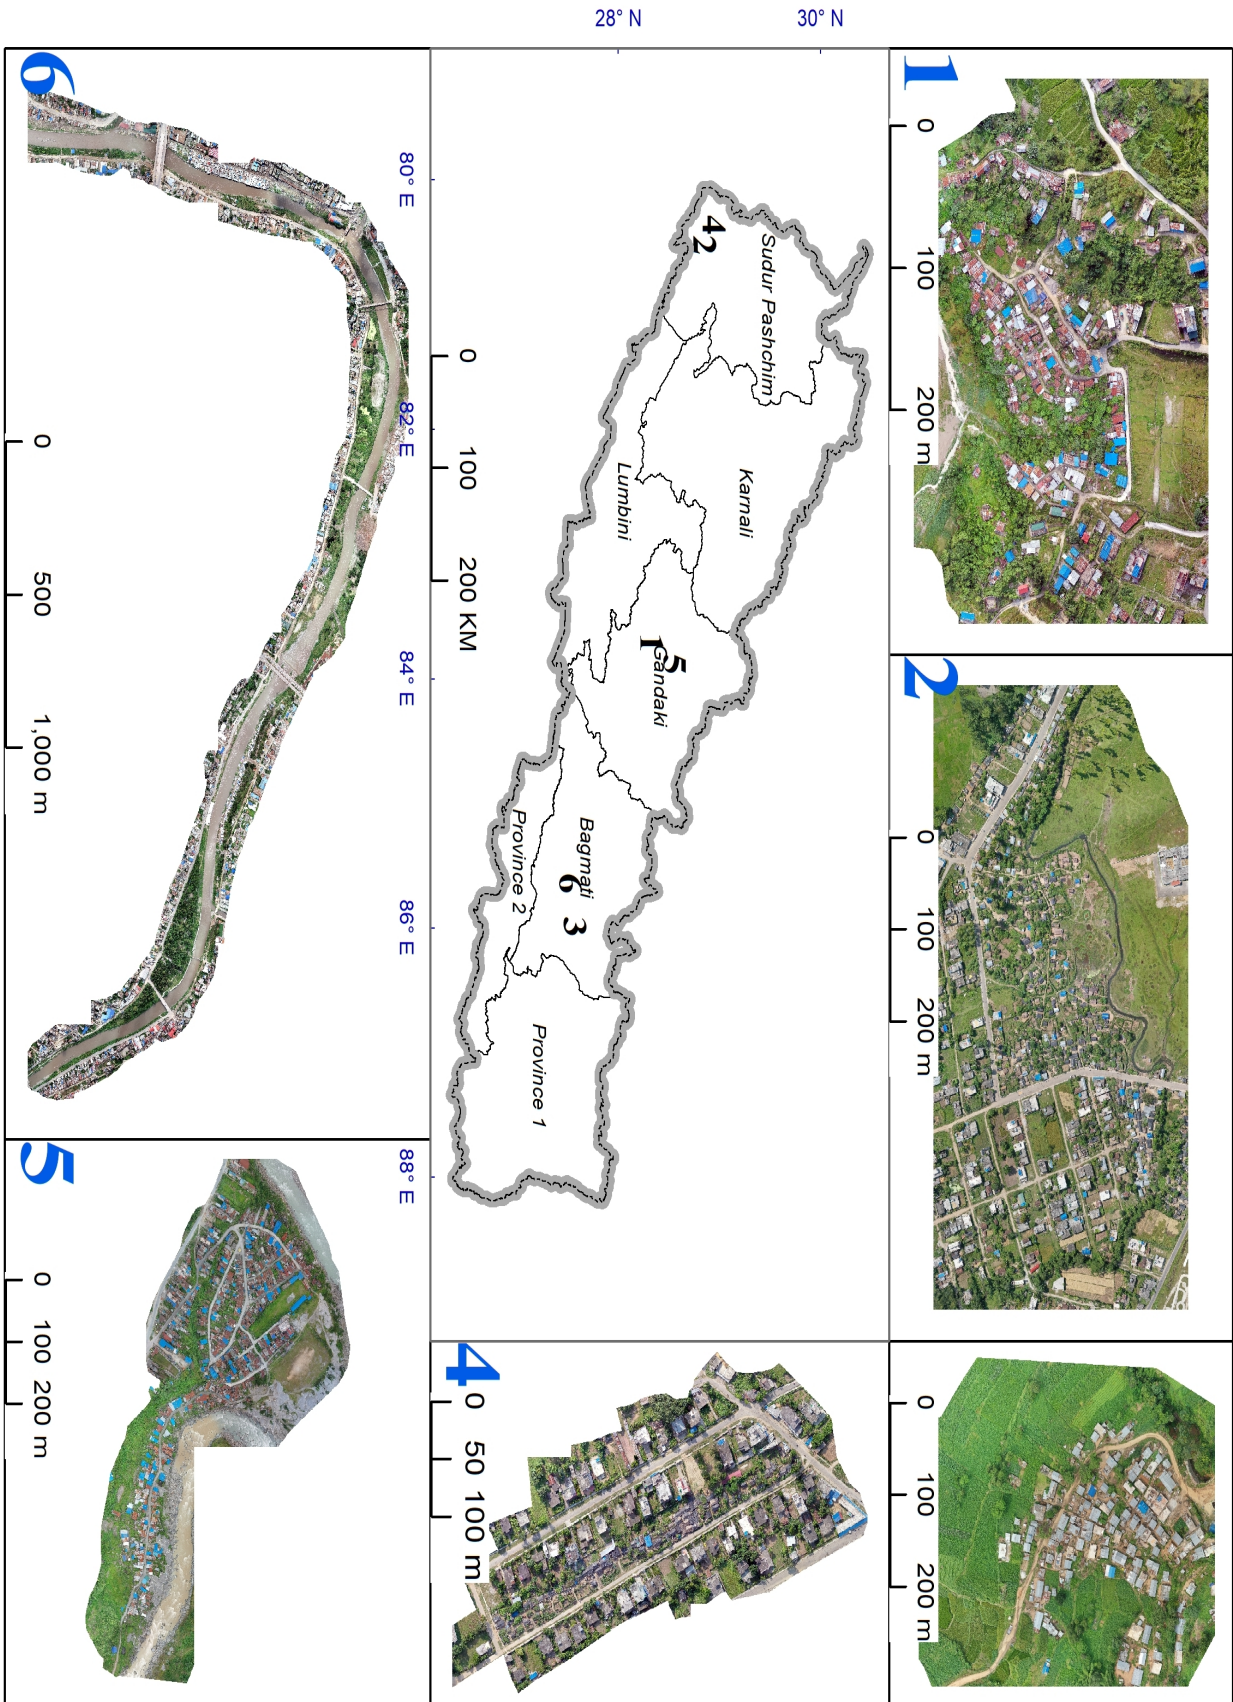 1
0 100 200 m
2
0 100 200 m
0 100 200 m
30° N
28° N
Sudur Pashchim
Karnali
4
2
Lumbini
5
1
Gandaki
Bagmati
6
3
Province 2
Province 1
0 100 200 KM
80° E
82° E
84° E
86° E
88° E
4
0 50 100 m
6
0 500 1,000 m
5
0 100 200 m